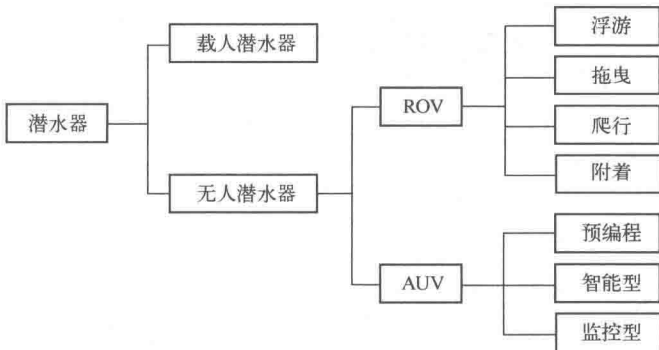 潜水器
载人潜水器
无人潜水器
ROV
AUV
浮游
拖曳
爬行
附着
预编程
智能型
监控型